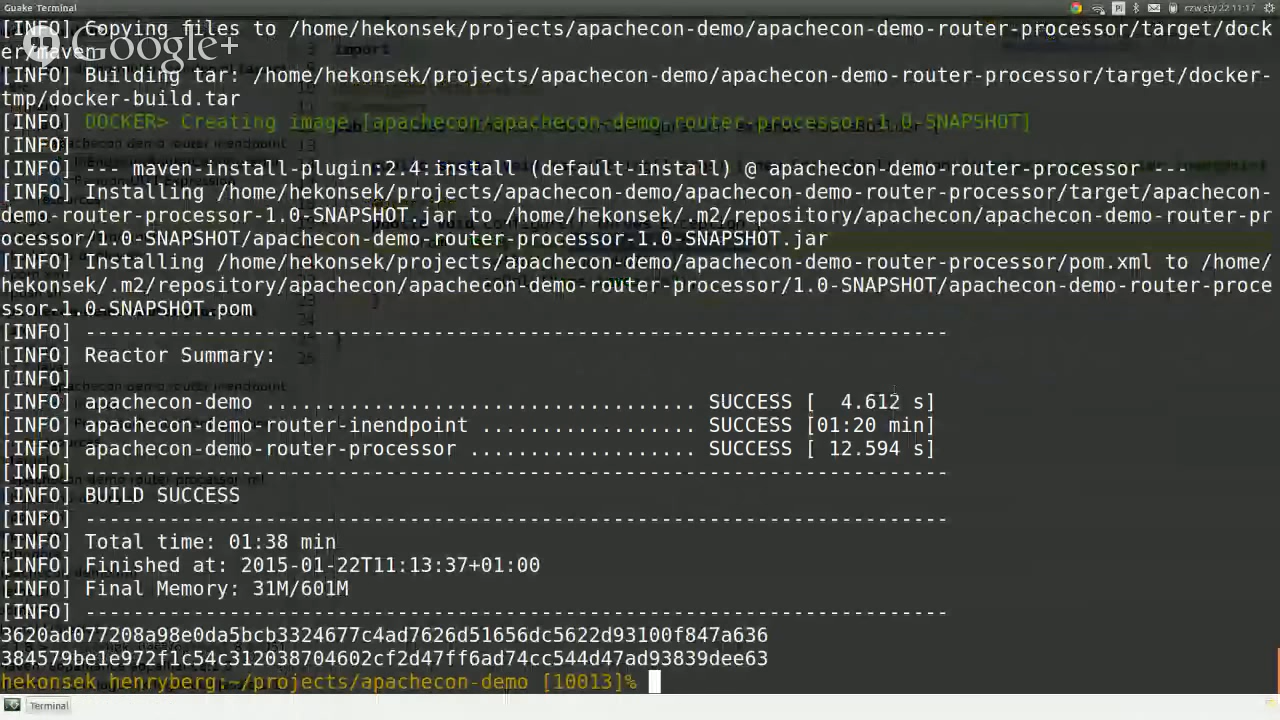 Guake Terminal
rzw sty 22 11:17
[INFO] Copying files to /home/hekonsek/projects/apachecon-demo/apachecon-demo-router-processor/target/dock
er/maven
Google+
[INFO] Building tar: /home/hekonsek/projects/apachecon-demo/apachecon-demo-router-processor/target/docker-
tmp/docker-build.tar
[INFO] DOCKER> Creating image [apachecon/apachecon-demo-router-processor:1.0-SNAPSHOT]
[INFO]
[INFO] --- maven-install-plugin:2.4:install (default-install) @ apachecon-demo-router-processor ---
[INFO] Installing /home/hekonsek/projects/apachecon-demo/apachecon-demo-router-processor/target/apachecon-
demo-router-processor-1.0-SNAPSHOT.jar to /home/hekonsek/.m2/repository/apachecon/apachecon-demo-router-pr
ocessor/1.0-SNAPSHOT/apachecon-demo-router-processor-1.0-SNAPSHOT.jar
[INFO] Installing /home/hekonsek/projects/apachecon-demo/apachecon-demo-router-processor/pom.xml to /home/
hekonsek/.m2/repository/apachecon/apachecon-demo-router-processor/1.0-SNAPSHOT/apachecon-demo-router-proce
ssor-1.0-SNAPSHOT.pom
[INFO] ------------------------------------------------------------------------
[INFO] Reactor Summary:
[INFO]
[INFO] apachecon-demo .................................... SUCCESS [  4.612 s]
[INFO] apachecon-demo-router-inendpoint .................. SUCCESS [01:20 min]
[INFO] apachecon-demo-router-processor ................... SUCCESS [ 12.594 s]
[INFO] ------------------------------------------------------------------------
[INFO] BUILD SUCCESS
[INFO] ------------------------------------------------------------------------
[INFO] Total time: 01:38 min
[INFO] Finished at: 2015-01-22T11:13:37+01:00
[INFO] Final Memory: 31M/601M
[INFO] ------------------------------------------------------------------------
3620ad077208a98e0da5bcb3324677c4ad7626d51656dc5622d93100f847a636
384579be1e972f1c54c312038704602cf2d47ff6ad74cc544d47ad93839dee63
hekonsek henryberg:~/projects/apachecon-demo [10013]%
Terminal